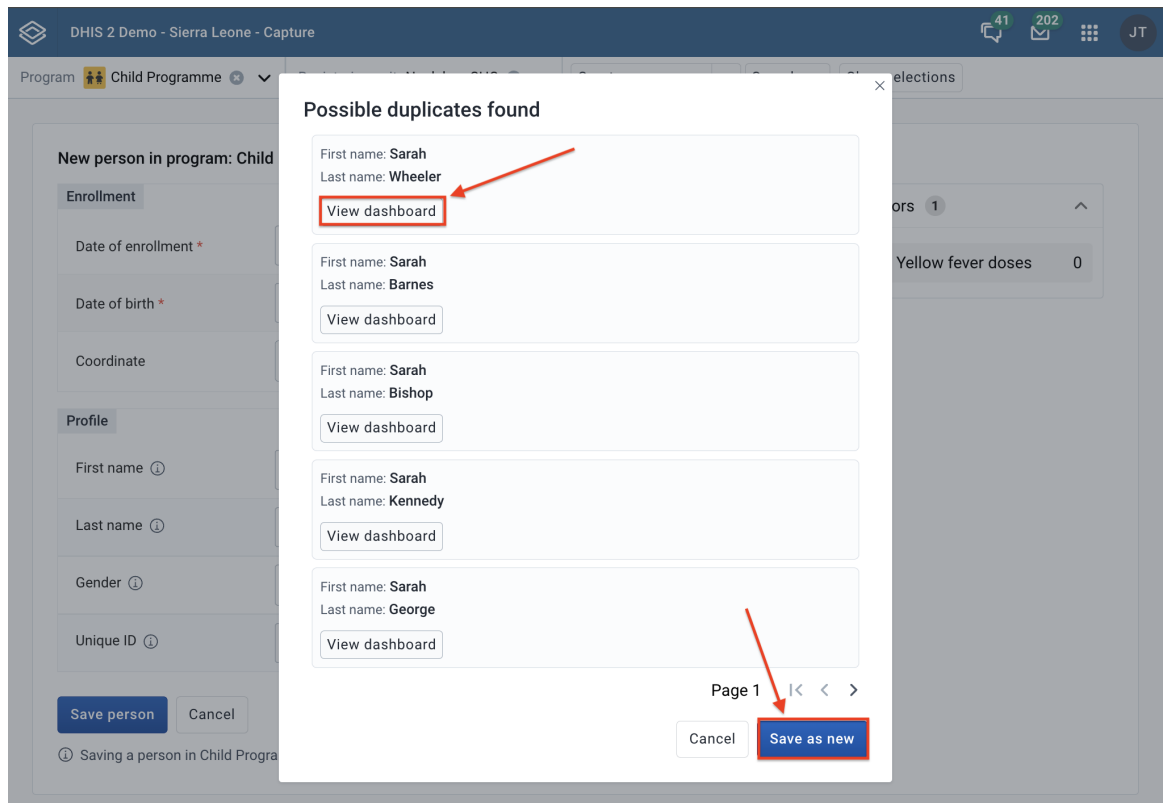 DHIS 2 Demo - Sierra Leone - Capture
41
202
JT
Program Child Programme
elections
Possible duplicates found
New person in program: Child
Enrollment
Date of enrollment *
Date of birth *
Coordinate
Profile
First name
Last name
Gender
Unique ID
Save person
Cancel
Saving a person in Child Progra
First name: Sarah
Last name: Wheeler
View dashboard
First name: Sarah
Last name: Barnes
View dashboard
First name: Sarah
Last name: Bishop
View dashboard
First name: Sarah
Last name: Kennedy
View dashboard
First name: Sarah
Last name: George
View dashboard
Page 1
Cancel
Save as new
ors 1
Yellow fever doses 0